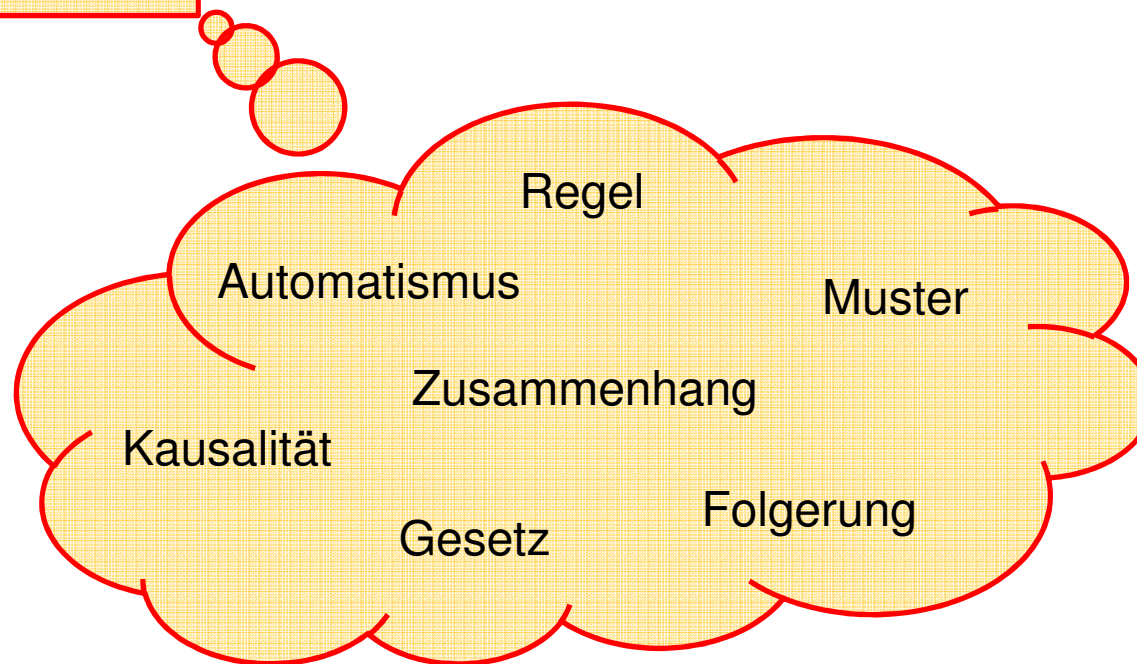 Regel
Automatismus
Muster
Zusammenhang
Kausalität
Folgerung
Gesetz